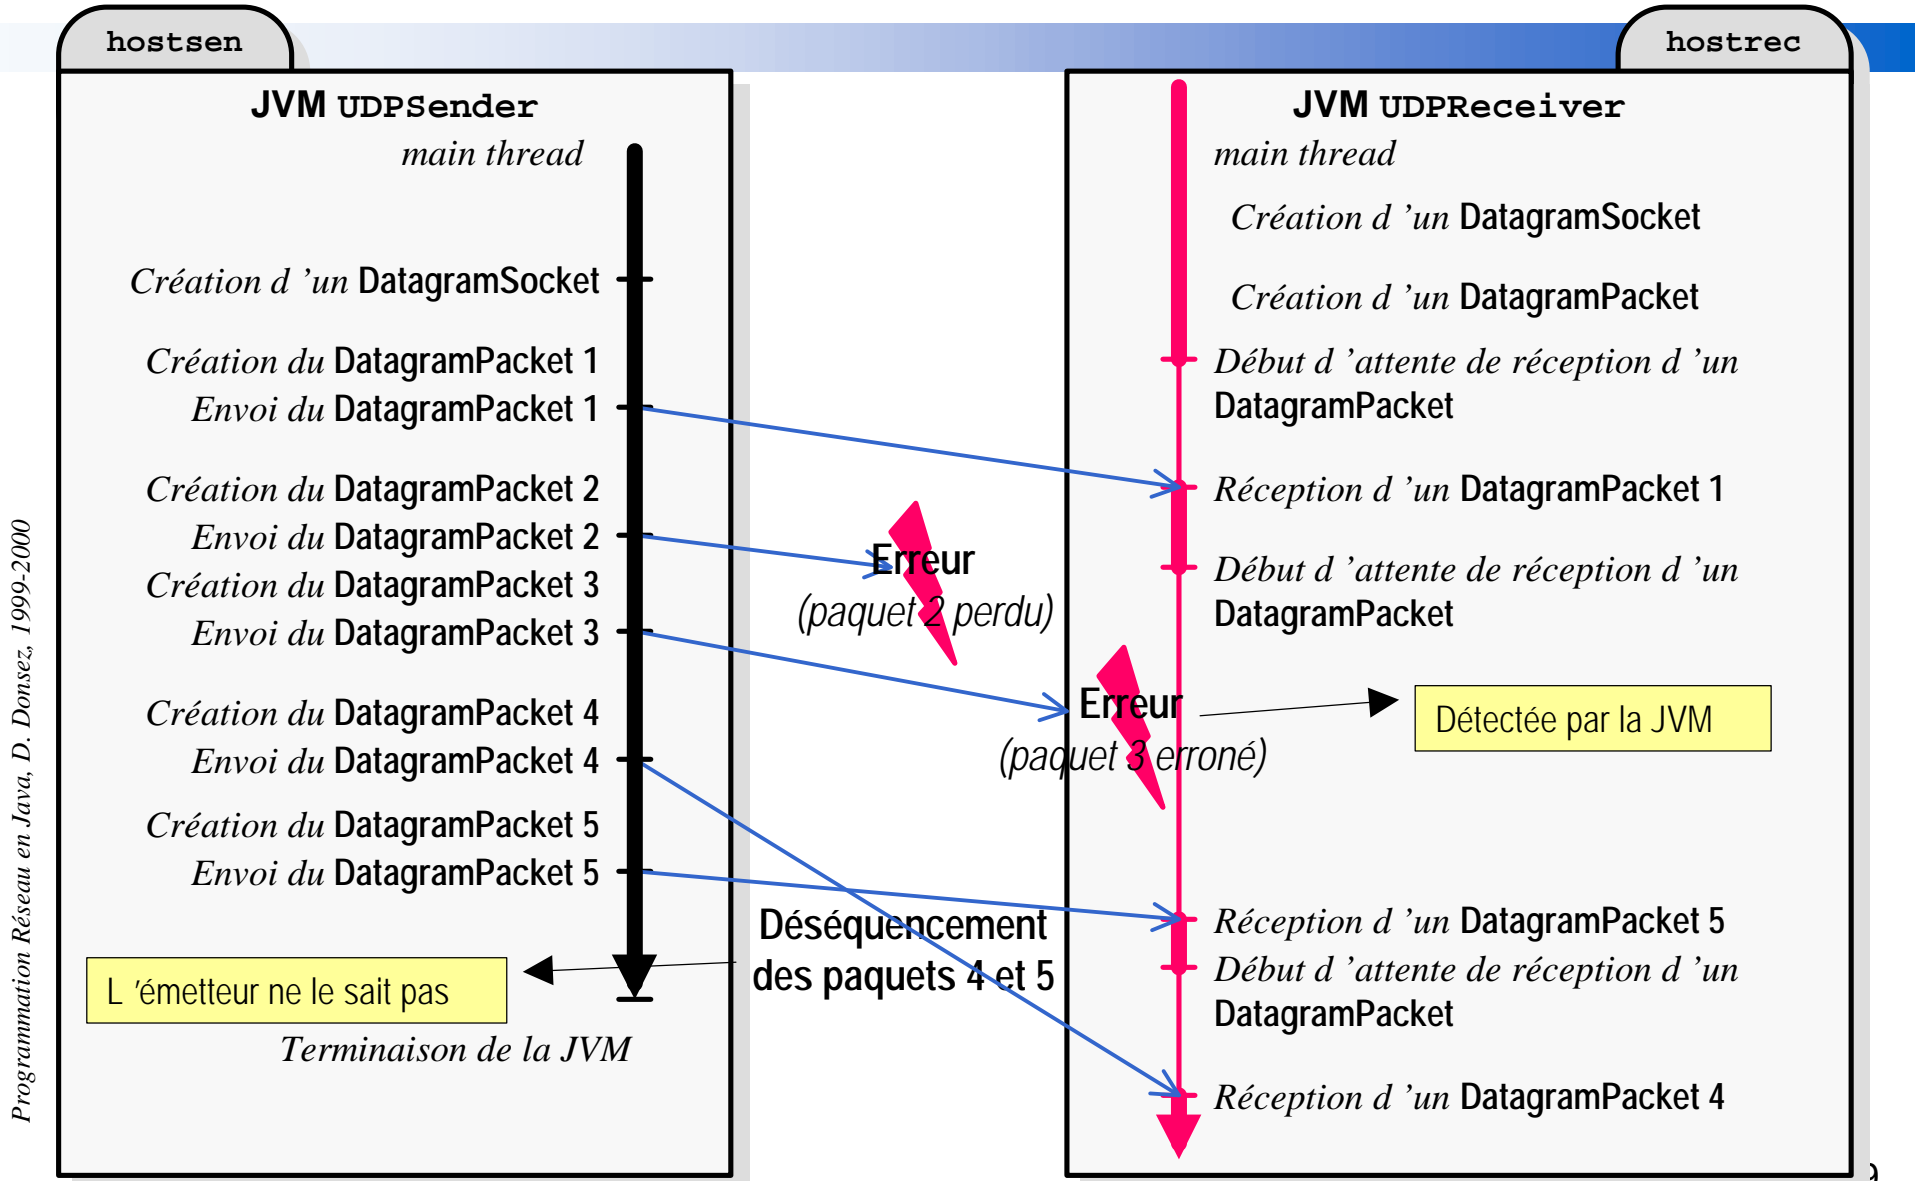 hostsen
hostrec
JVM UDPSender
main thread
Création d ’un DatagramSocket
Création du DatagramPacket 1
Envoi du DatagramPacket 1
Création du DatagramPacket 2
Envoi du DatagramPacket 2
Création du DatagramPacket 3
Envoi du DatagramPacket 3
Création du DatagramPacket 4
Envoi du DatagramPacket 4
Création du DatagramPacket 5
Envoi du DatagramPacket 5
L ’émetteur ne le sait pas
Terminaison de la JVM
Erreur
(paquet 2 perdu)
Erreur
(paquet 3 erroné)
Déséquencement
des paquets 4 et 5
JVM UDPReceiver
main thread
Création d ’un DatagramSocket
Création d ’un DatagramPacket
Début d ’attente de réception d ’un
DatagramPacket
Réception d ’un DatagramPacket 1
Début d ’attente de réception d ’un
DatagramPacket
Détectée par la JVM
Réception d ’un DatagramPacket 5
Début d ’attente de réception d ’un
DatagramPacket
Réception d ’un DatagramPacket 4
Programmation Réseau en Java, D. Donsez, 1999-2000